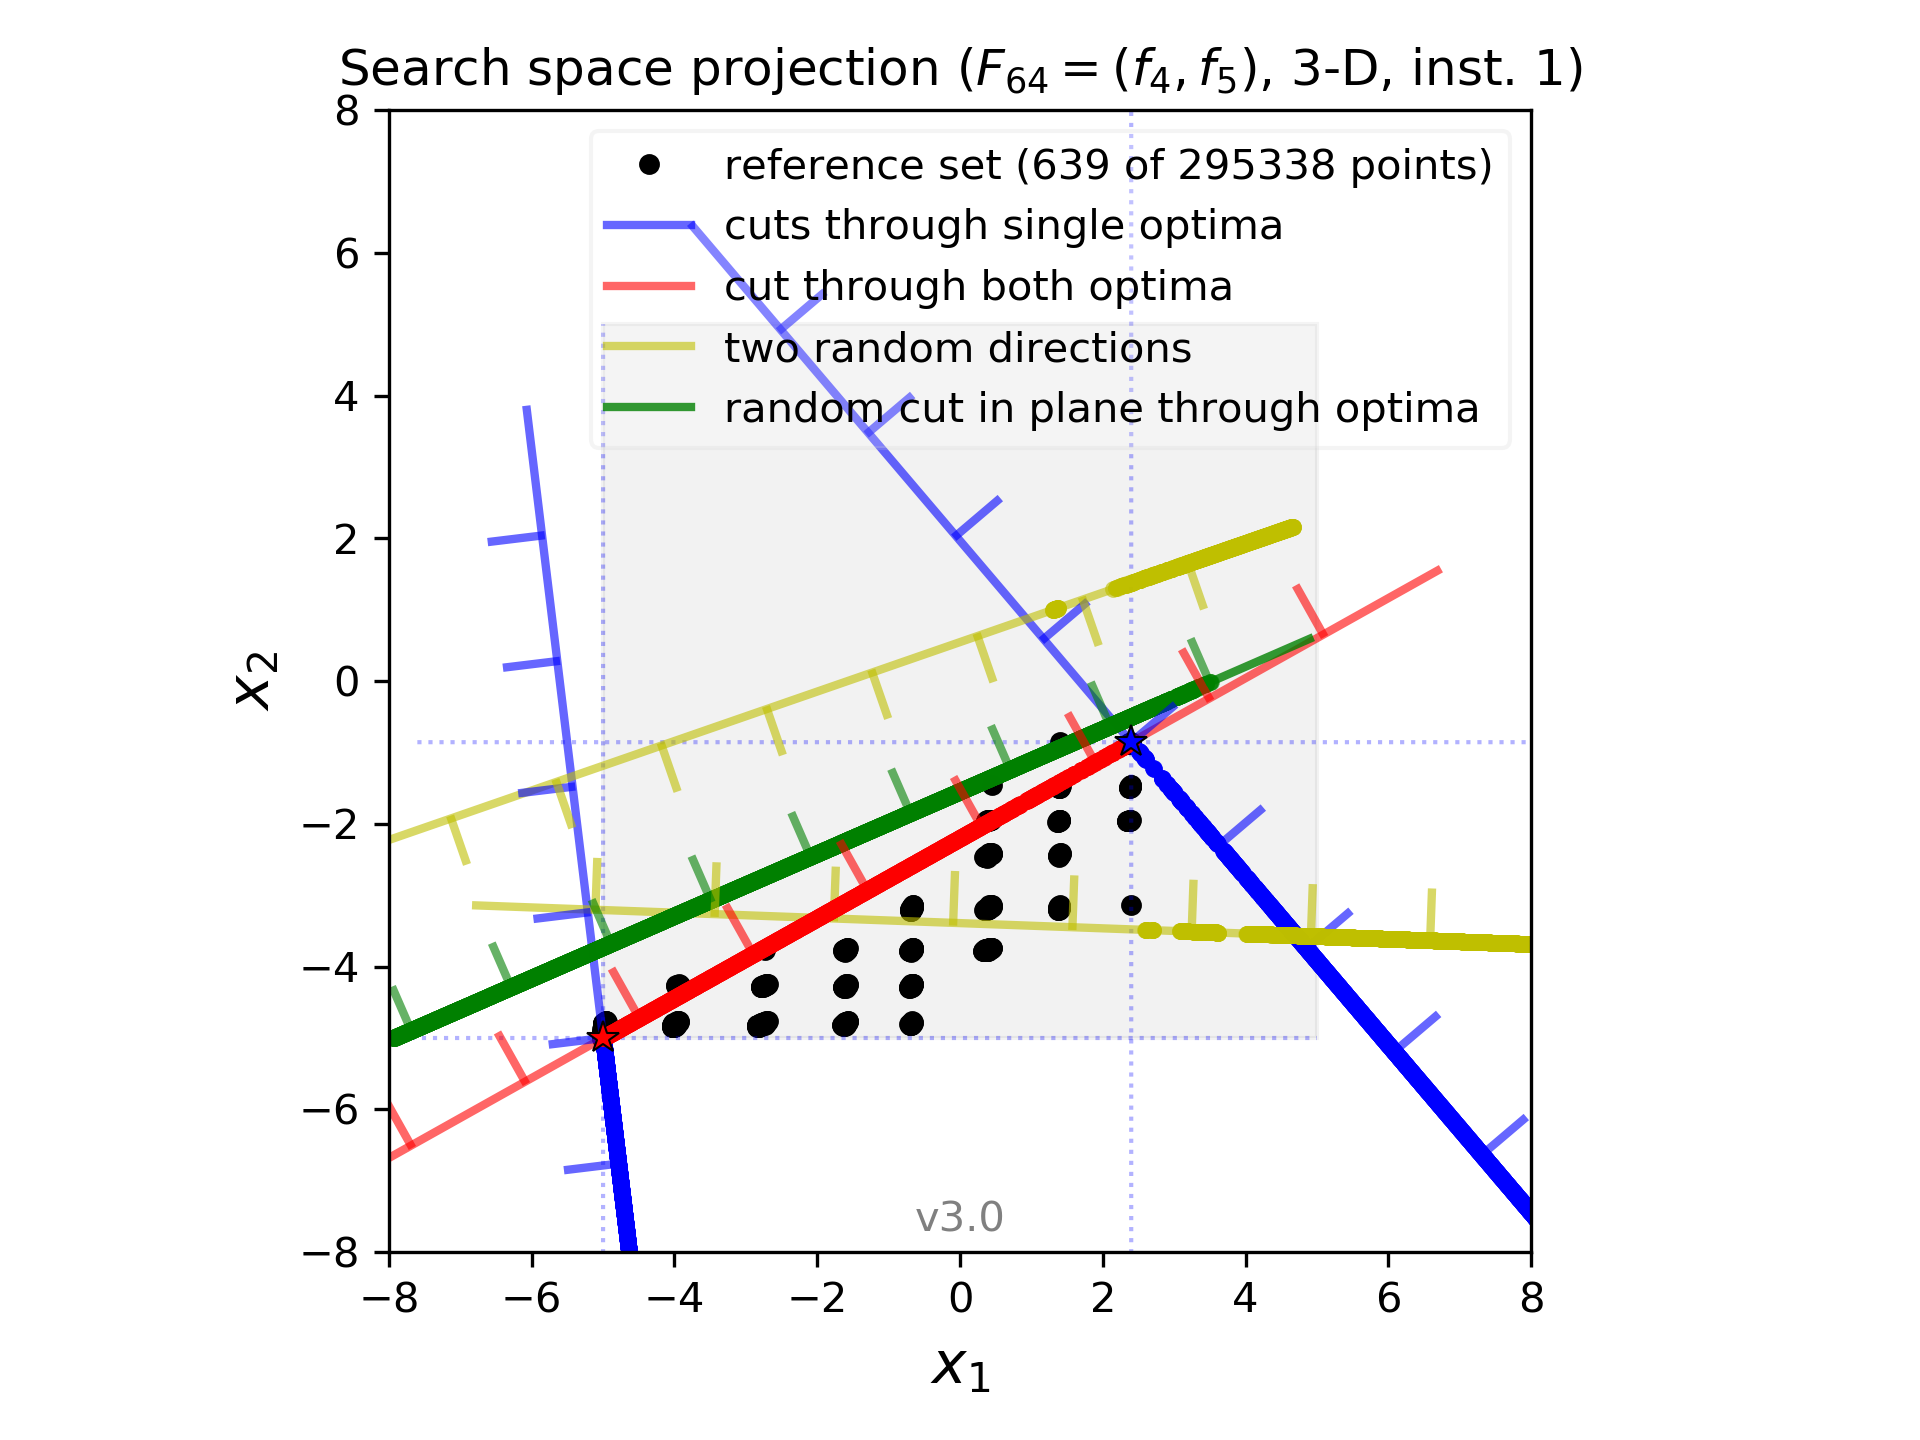 Search space projection (F₆₄ = (f₄, f₅), 3-D, inst. 1)
8
6
4
2
0
−2
−4
−6
−8
x₂
reference set (639 of 295338 points)
cuts through single optima
cut through both optima
two random directions
random cut in plane through optima
v3.0
−8 −6 −4 −2 0 2 4 6 8
x₁